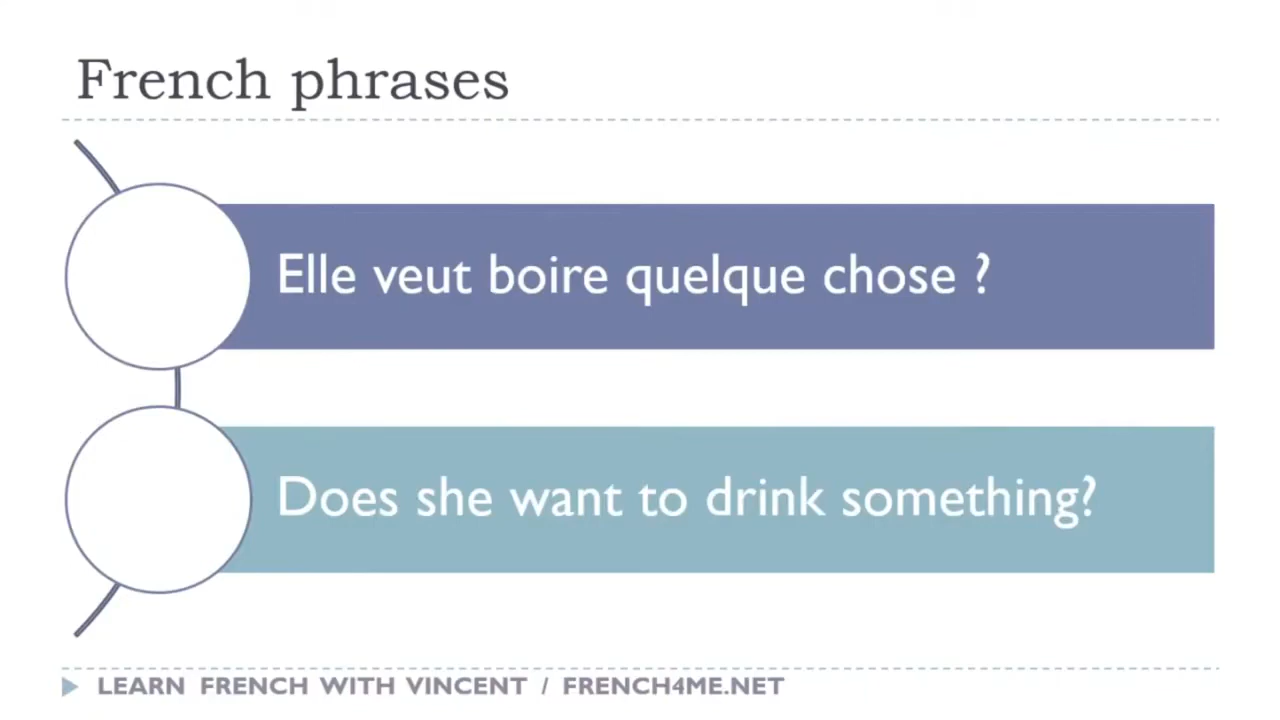 French phrases
Elle veut boire quelque chose ?
Does she want to drink something?
LEARN FRENCH WITH VINCENT / FRENCH4ME.NET